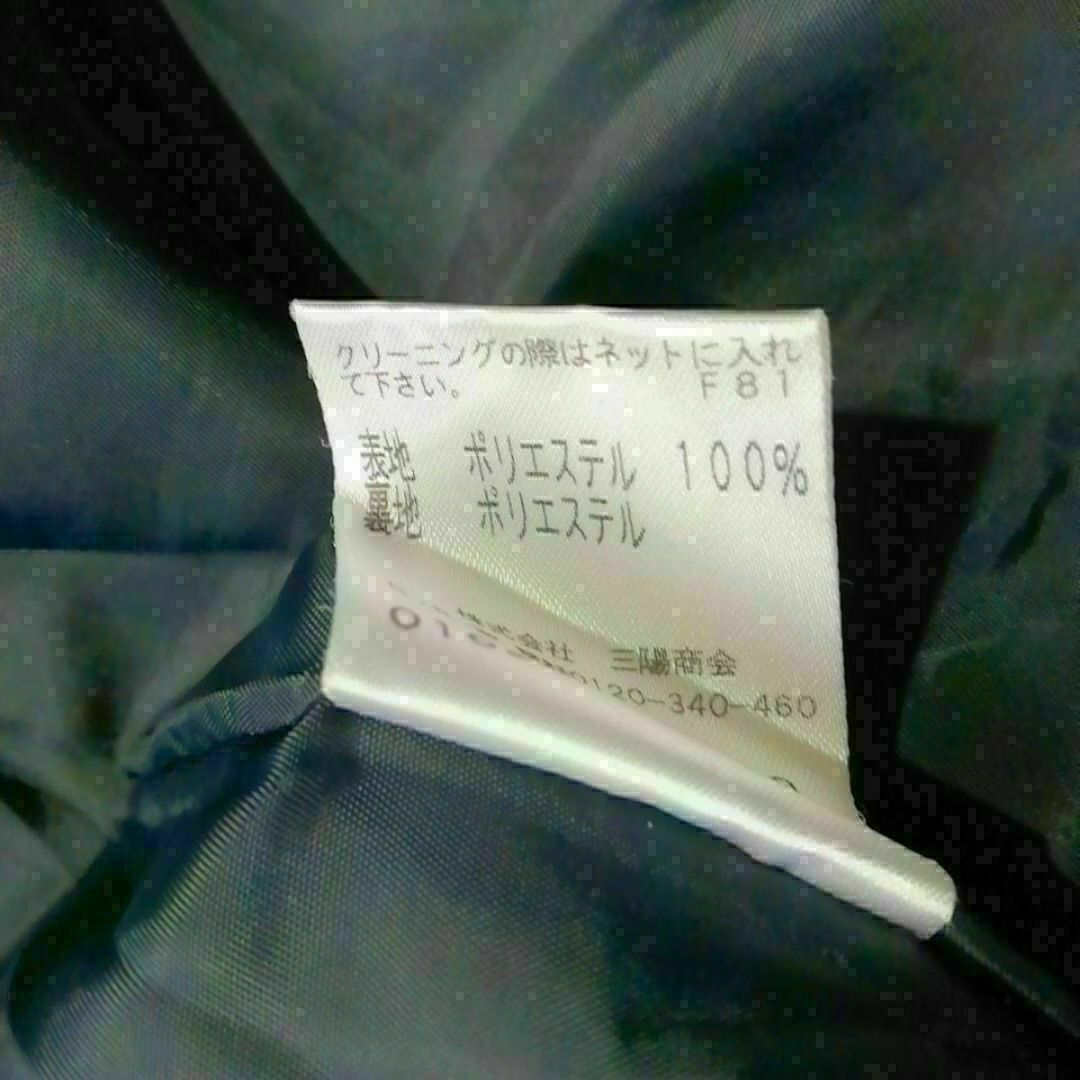 クリーニングの際はネットに入れ
て下さい。 F81
表地 ポリエステル 100%
裏地 ポリエステル
株式会社 三陽商会
0120-340-460